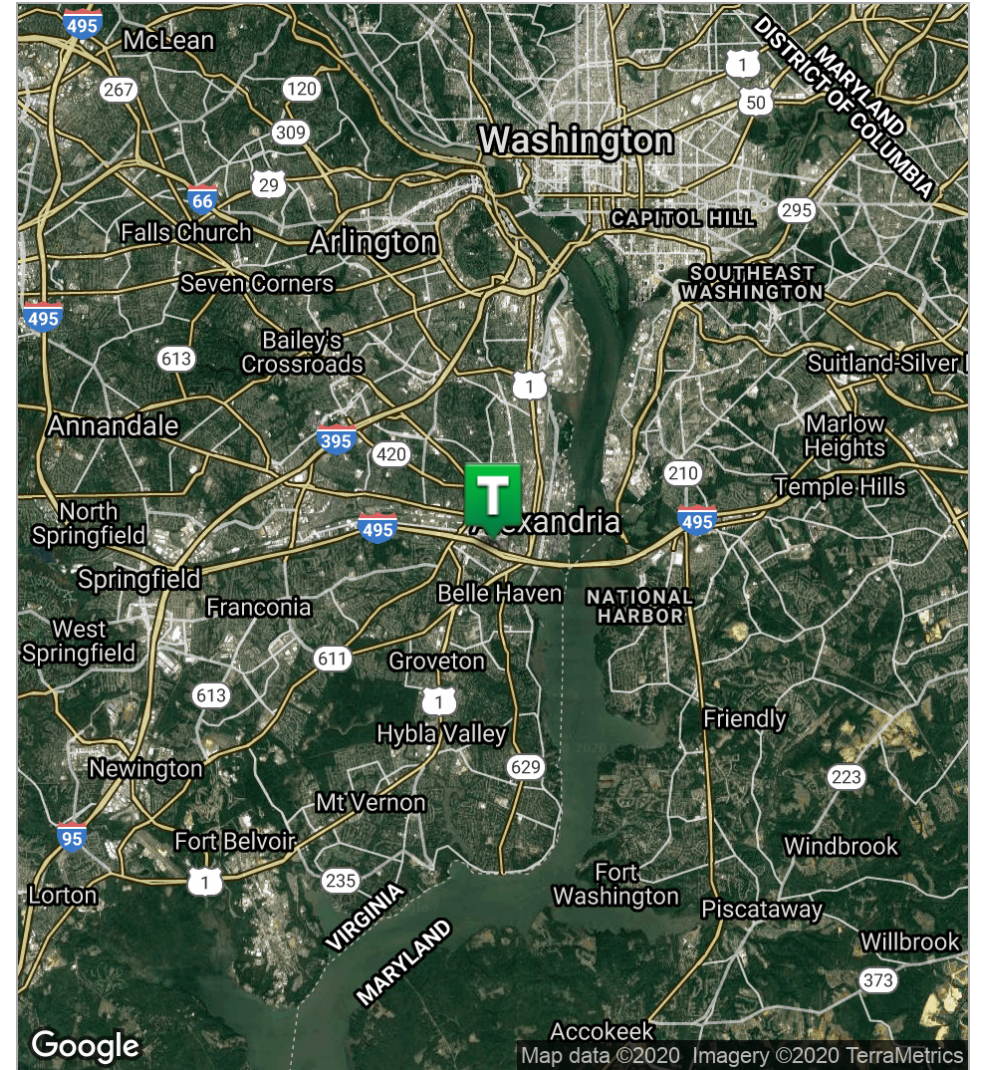 495
McLean
267
120
309
29
66
Falls Church
Arlington
Seven Corners
495
613
Bailey's
Crossroads
Annandale
395
420
Washington
1
50
MARYLAND
DISTRICT OF COLUMBIA
295
CAPITOL HILL
SOUTHEAST
WASHINGTON
Suitland-Silver
1
Marlow
Heights
210
Temple Hills
T
exandria
495
495
North
Springfield
Springfield
Franconia
Belle Haven
NATIONAL
HARBOR
West
Springfield
611
Groveton
613
1
Friendly
Hybla Valley
2020
Newington
629
223
Mt Vernon
95
Fort Belvoir
Windbrook
1
235
Lorton
Fort
Washington
Piscataway
VIRGINIA
MARYLAND
Willbrook
373
Accokeek
Google
Map data ©2020 Imagery ©2020 TerraMetrics